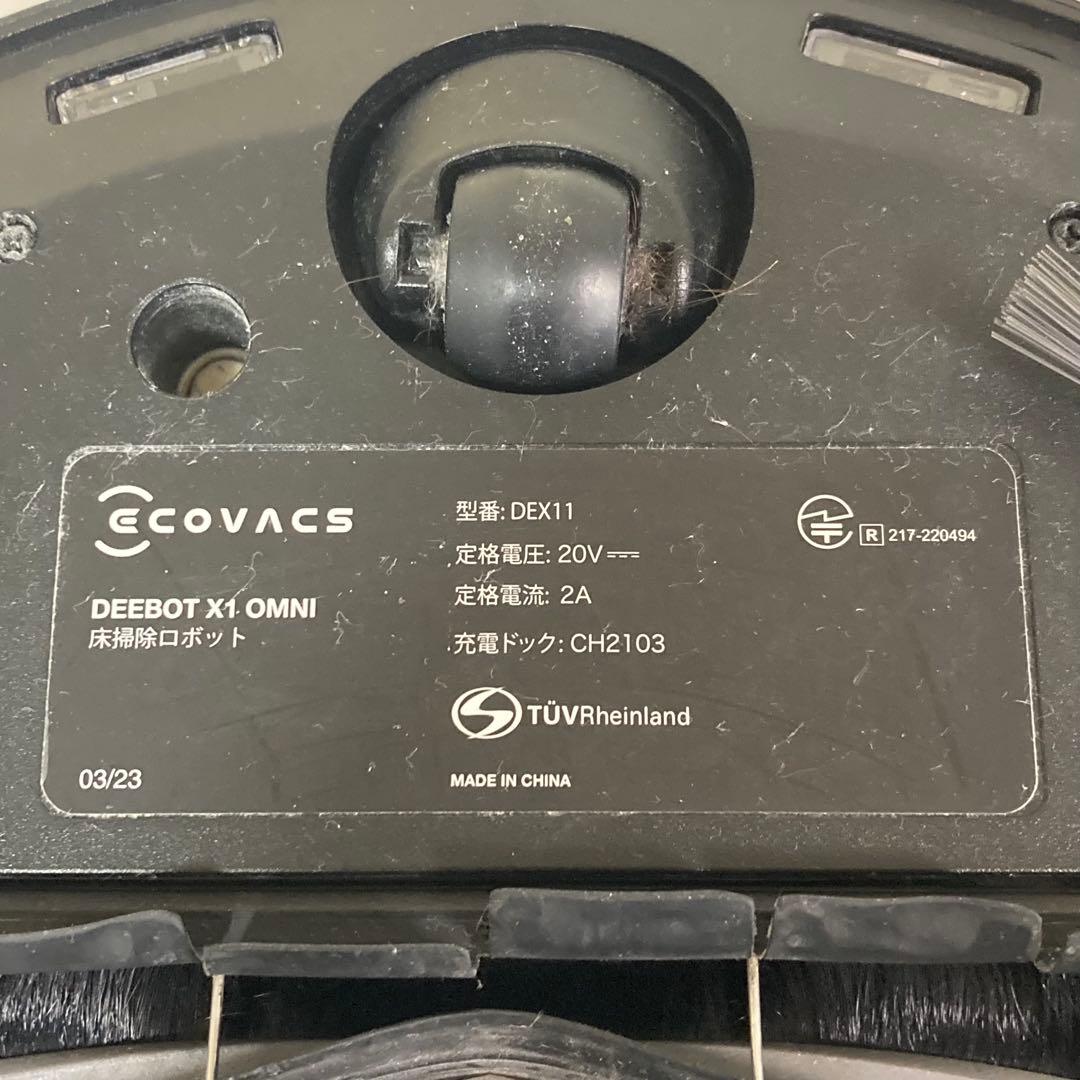 ECOVACS
DEEBOT X1 OMNI
床掃除ロボット
03/23
型番: DEX11
定格電圧: 20V⎓
定格電流: 2A
充電ドック: CH2103
TÜVRheinland
MADE IN CHINA
R 217-220494